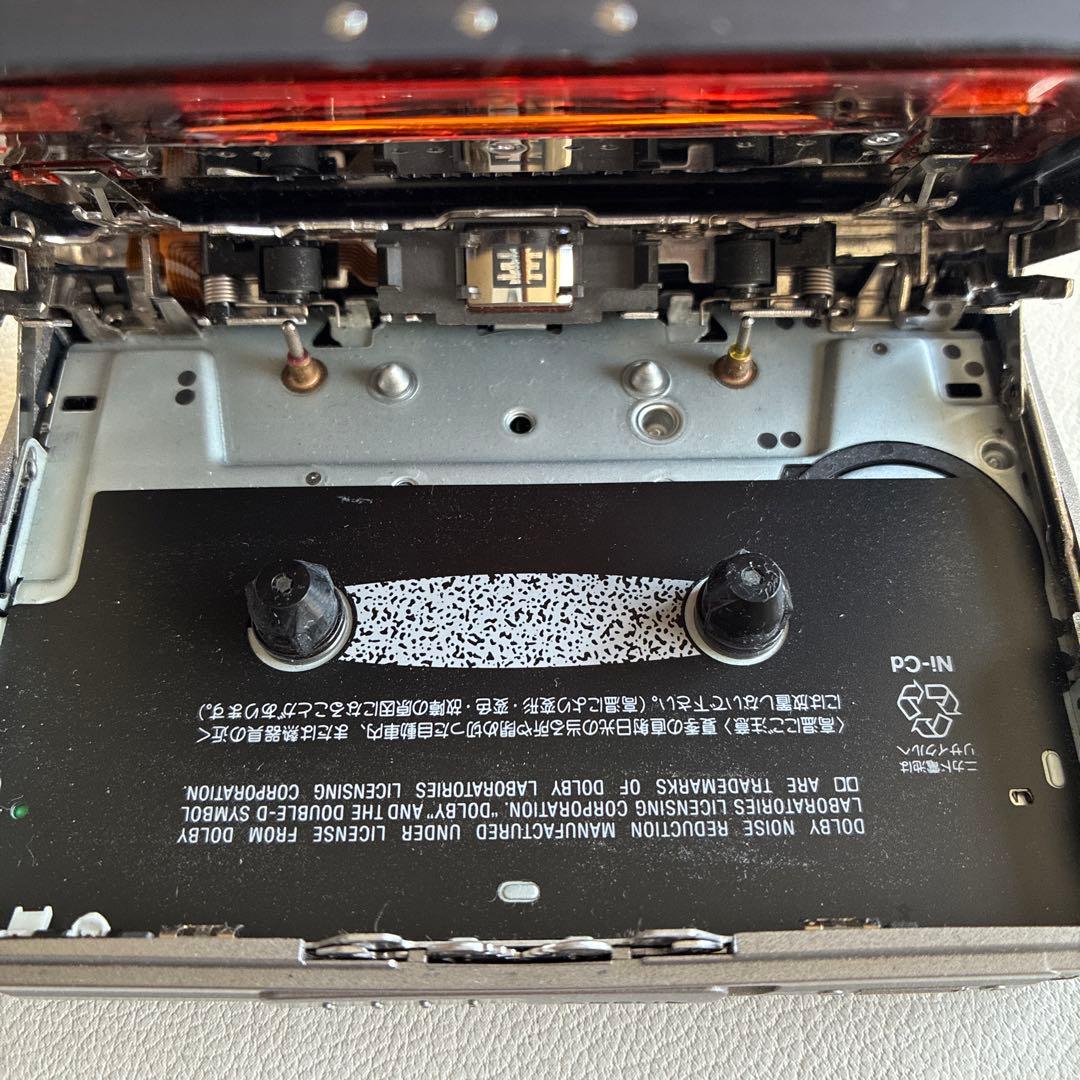 DOLBY NOISE REDUCTION MANUFACTURED UNDER LICENSE FROM DOLBY
LABORATORIES LICENSING CORPORATION. "DOLBY" AND THE DOUBLE-D SYMBOL
ARE TRADEMARKS OF DOLBY LABORATORIES LICENSING CORPORATION.
〈高温にご注意〉夏季の直射日光の当る所や閉め切った自動車内、または熱器具の近く
には放置しないで下さい。(高温により変形・変色・故障の原因になることがあります。)
ニカド電池は
リサイクルへ
Ni-Cd